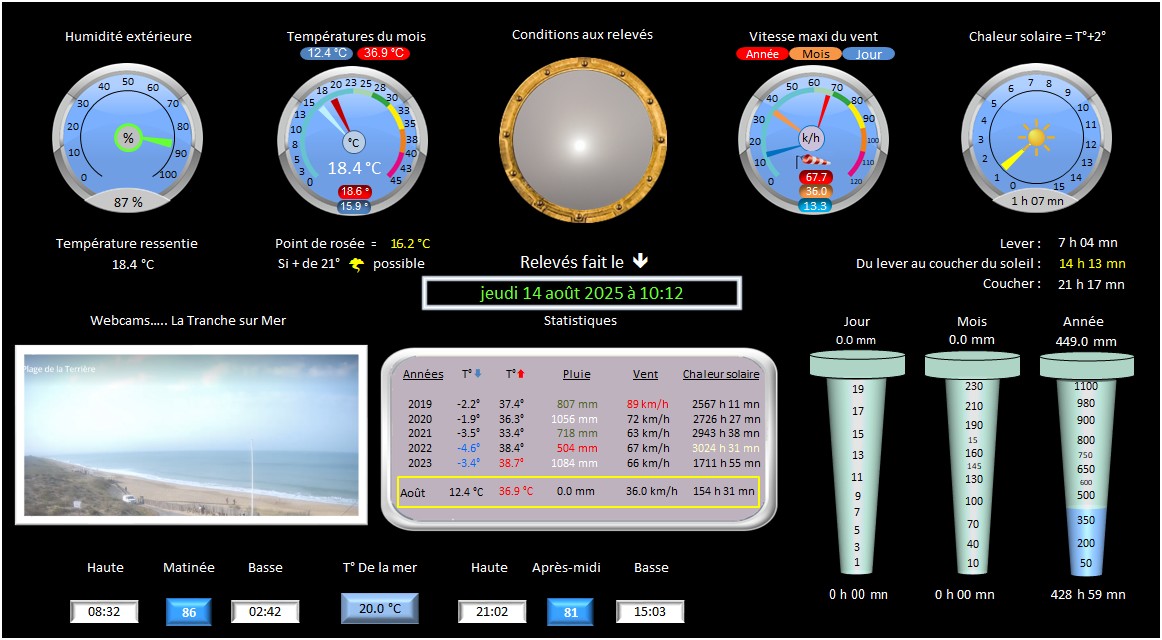 Humidité extérieure
Températures du mois
Conditions aux relevés
Vitesse maxi du vent
Chaleur solaire = T°+2°
12.4 °C 36.9 °C
Année Mois Jour
0 10 20 30 40 50 60 70 80 90 100
%
87 %
0 3 5 8 10 13 15 18 20 23 25 28 30 33 35 38 40 43 45
°C
18.4 °C
18.6 °
15.9 °
0 10 20 30 40 50 60 70 80 90 100 110 120
k/h
67.7
36.0
13.3
0 1 2 3 4 5 6 7 8 9 10 11 12 13 14 15
1 h 07 mn
Température ressentie
18.4 °C
Point de rosée = 16.2 °C
Si + de 21° possible
Relevés fait le
jeudi 14 août 2025 à 10:12
Lever : 7 h 04 mn
Du lever au coucher du soleil : 14 h 13 mn
Coucher : 21 h 17 mn
Webcams….. La Tranche sur Mer
Plage de la Terrière
Statistiques
Années T° T° Pluie Vent Chaleur solaire
2019 -2.2° 37.4° 807 mm 89 km/h 2567 h 11 mn
2020 -1.9° 36.3° 1056 mm 72 km/h 2726 h 27 mn
2021 -3.5° 33.4° 718 mm 63 km/h 2943 h 38 mn
2022 -4.6° 38.4° 504 mm 67 km/h 3024 h 31 mn
2023 -3.4° 38.7° 1084 mm 66 km/h 1711 h 55 mn
Août 12.4 °C 36.9 °C 0.0 mm 36.0 km/h 154 h 31 mn
Jour
0.0 mm
19
17
15
13
11
9
7
5
3
1
0 h 00 mn
Mois
0.0 mm
230
210
190
15
160
145
130
100
70
40
10
0 h 00 mn
Année
449.0 mm
1100
980
900
800
750
650
600
500
350
200
50
428 h 59 mn
Haute Matinée Basse
08:32 86 02:42
T° De la mer
20.0 °C
Haute Après-midi Basse
21:02 81 15:03